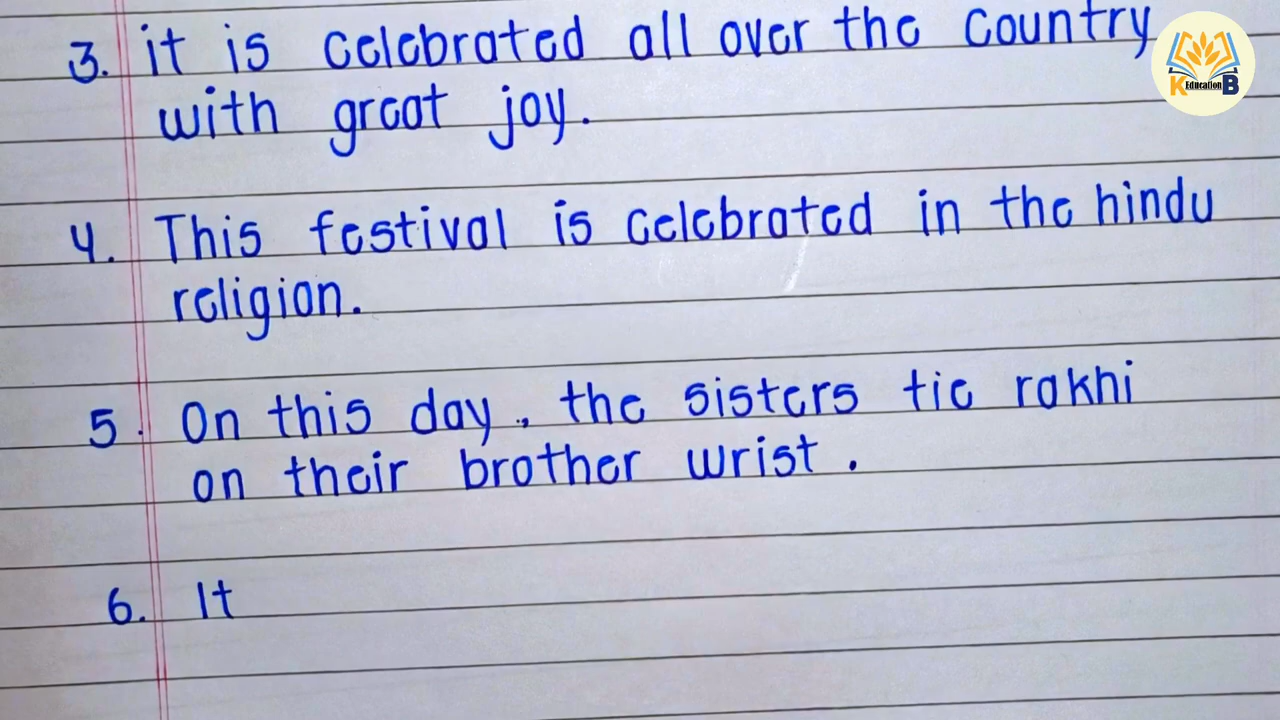 3. it is celebrated all over the country
with great joy.
4. This festival is celebrated in the hindu
religion.
5. On this day, the sisters tie rakhi
on their brother wrist.
6. It
K Education B